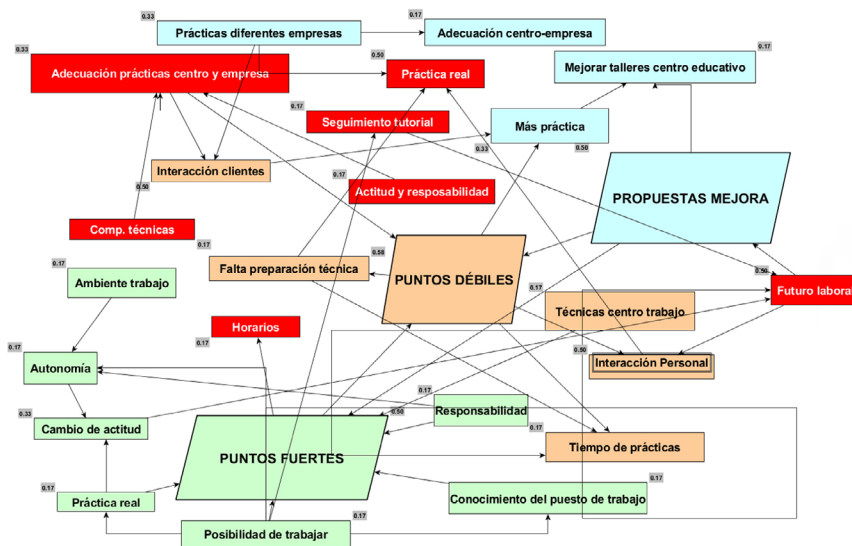 0.33
Prácticas diferentes empresas
0.17
Adecuación centro-empresa
0.33
Adecuación prácticas centro y empresa
0.50
Práctica real
0.17
Mejorar talleres centro educativo
0.17
Seguimiento tutorial
Más práctica
0.33
0.50
Interacción clientes
0.50
0.17
Actitud y resposabilidad
PROPUESTAS MEJORA
Comp. técnicas
0.17
Falta preparación técnica
0.50
PUNTOS DÉBILES
0.17
Ambiente trabajo
0.50
Futuro laboral
0.17
Técnicas centro trabajo
Horarios
0.17
0.17
Autonomía
0.50
Interacción Personal
0.17
Responsabilidad
0.33
Cambio de actitud
0.50
PUNTOS FUERTES
0.17
Tiempo de prácticas
0.17
Práctica real
0.17
Conocimiento del puesto de trabajo
0.17
Posibilidad de trabajar